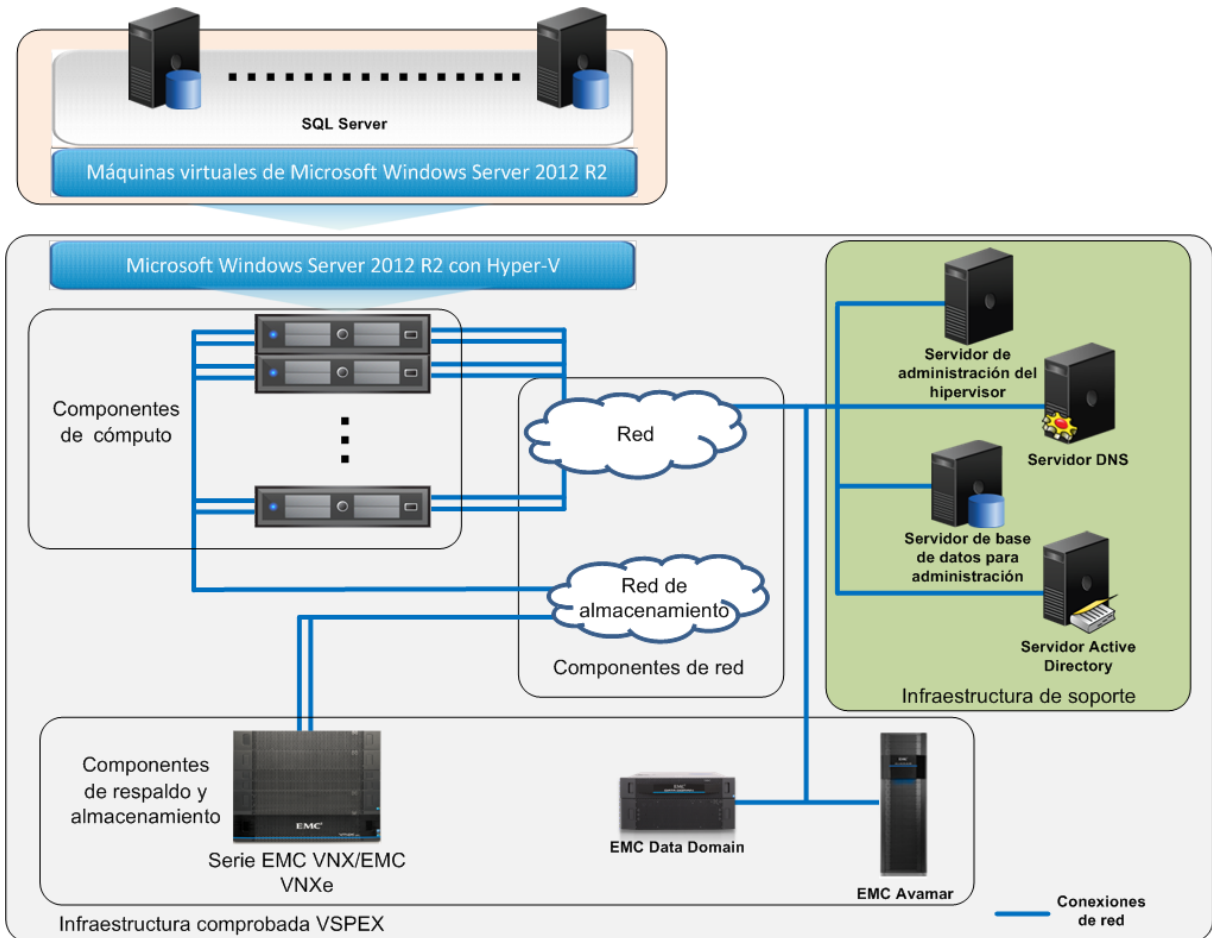 SQL Server
Máquinas virtuales de Microsoft Windows Server 2012 R2
Microsoft Windows Server 2012 R2 con Hyper-V
Componentes
de cómputo
Red
Red de
almacenamiento
Componentes de red
Servidor de
administración del
hipervisor
Servidor DNS
Servidor de base
de datos para
administración
Servidor Active
Directory
Infraestructura de soporte
Componentes
de respaldo y
almacenamiento
EMC²
Serie EMC VNX/EMC
VNXe
EMC
EMC Data Domain
EMC
EMC Avamar
Infraestructura comprobada VSPEX
Conexiones
de red